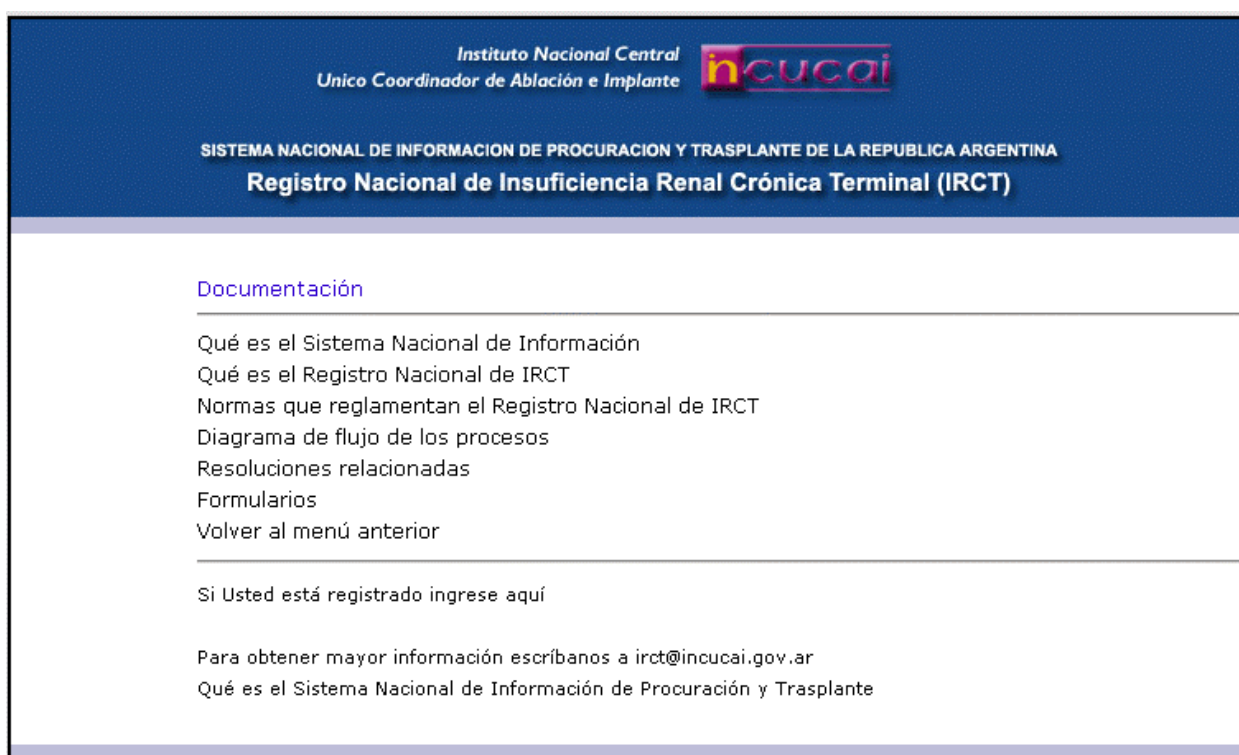 Instituto Nacional Central
Unico Coordinador de Ablación e Implante
incucai
SISTEMA NACIONAL DE INFORMACION DE PROCURACION Y TRASPLANTE DE LA REPUBLICA ARGENTINA
Registro Nacional de Insuficiencia Renal Crónica Terminal (IRCT)
Documentación
Qué es el Sistema Nacional de Información
Qué es el Registro Nacional de IRCT
Normas que reglamentan el Registro Nacional de IRCT
Diagrama de flujo de los procesos
Resoluciones relacionadas
Formularios
Volver al menú anterior
Si Usted está registrado ingrese aquí
Para obtener mayor información escríbanos a irct@incucai.gov.ar
Qué es el Sistema Nacional de Información de Procuración y Trasplante